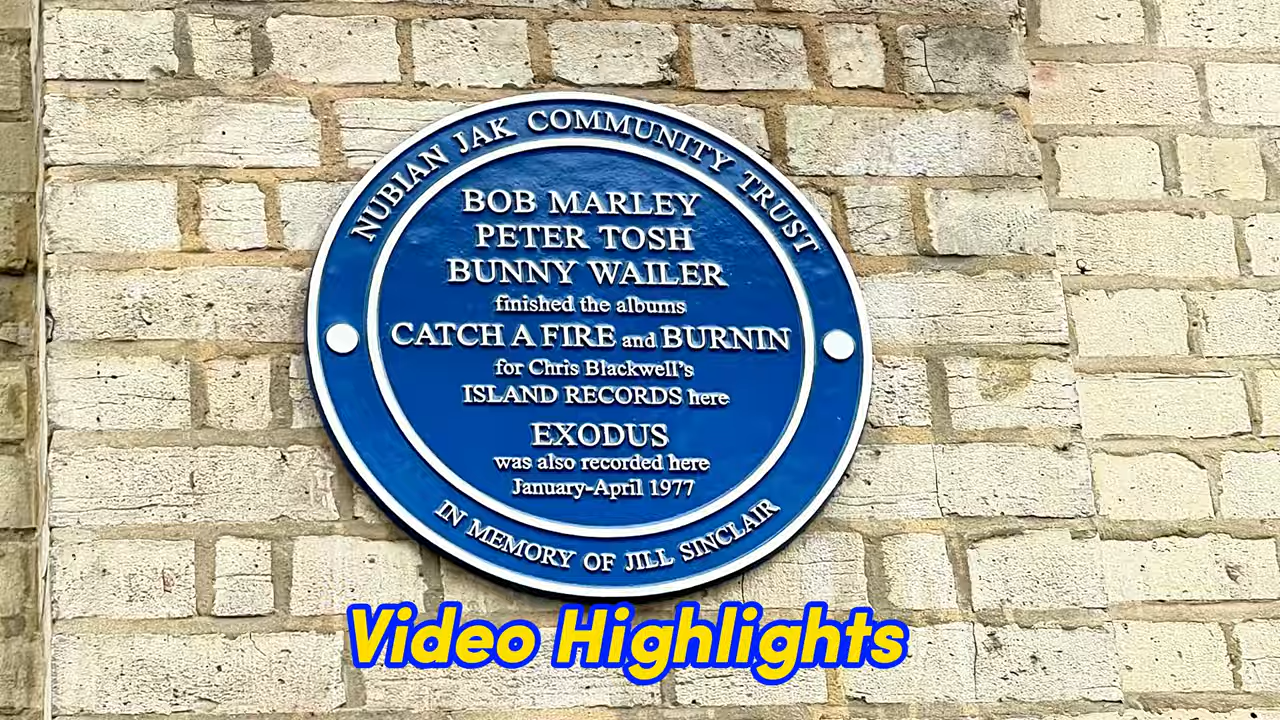 NUBIAN JAK COMMUNITY TRUST
BOB MARLEY
PETER TOSH
BUNNY WAILER
finished the albums
CATCH A FIRE and BURNIN
for Chris Blackwell's
ISLAND RECORDS here
EXODUS
was also recorded here
January-April 1977
IN MEMORY OF JILL SINCLAIR
Video Highlights